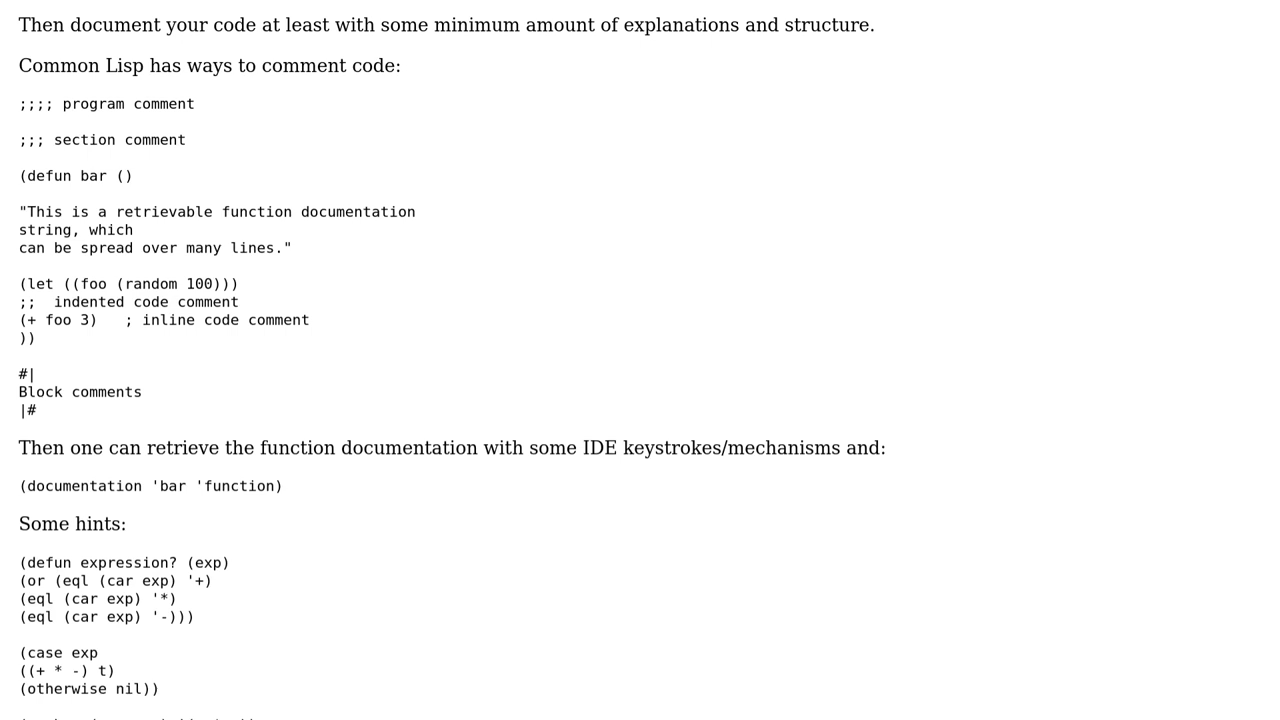 Then document your code at least with some minimum amount of explanations and structure.
Common Lisp has ways to comment code:
;;;; program comment
;;; section comment
(defun bar ()
"This is a retrievable function documentation
string, which
can be spread over many lines."
(let ((foo (random 100)))
;;  indented code comment
(+ foo 3)   ; inline code comment
))
#|
Block comments
|#
Then one can retrieve the function documentation with some IDE keystrokes/mechanisms and:
(documentation 'bar 'function)
Some hints:
(defun expression? (exp)
(or (eql (car exp) '+)
(eql (car exp) '*)
(eql (car exp) '-)))
(case exp
((+ * -) t)
(otherwise nil))